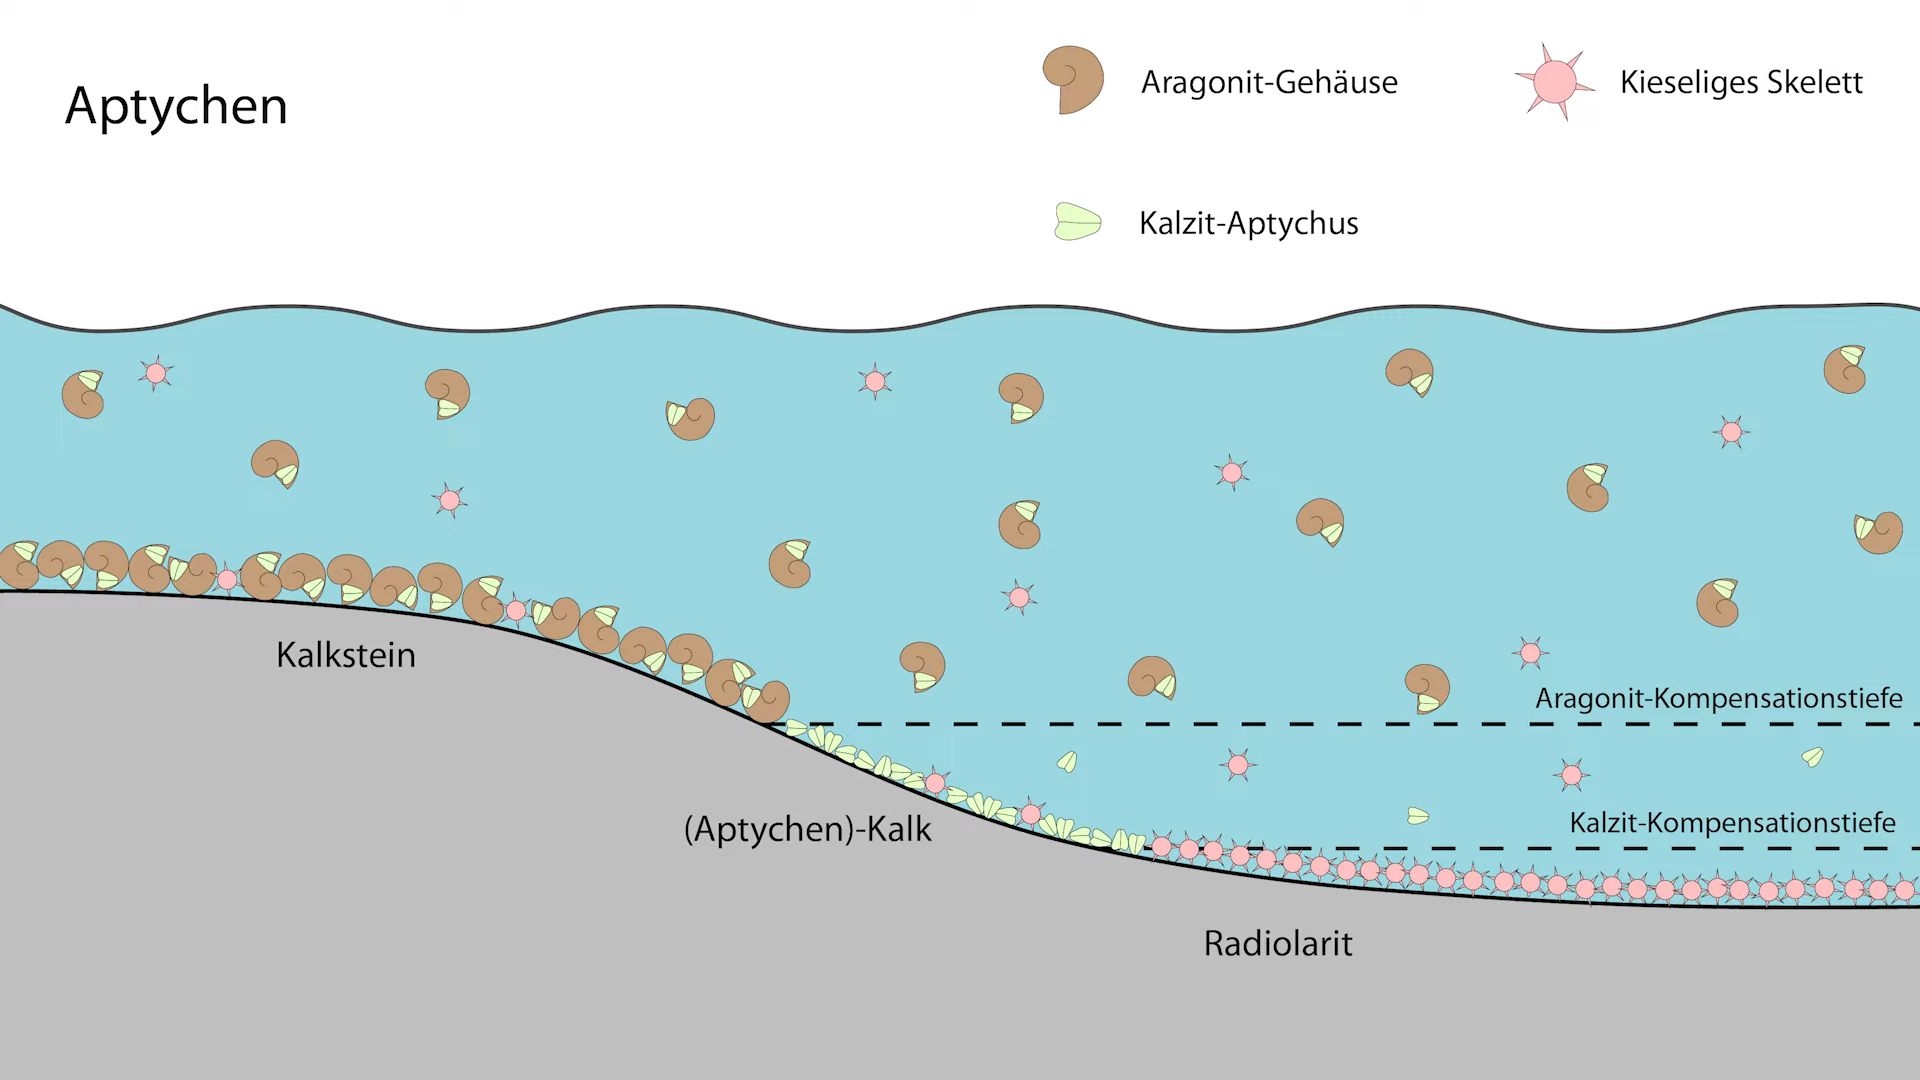 Aptychen
Aragonit-Gehäuse
Kieseliges Skelett
Kalzit-Aptychus
Kalkstein
Aragonit-Kompensationstiefe
(Aptychen)-Kalk
Kalzit-Kompensationstiefe
Radiolarit